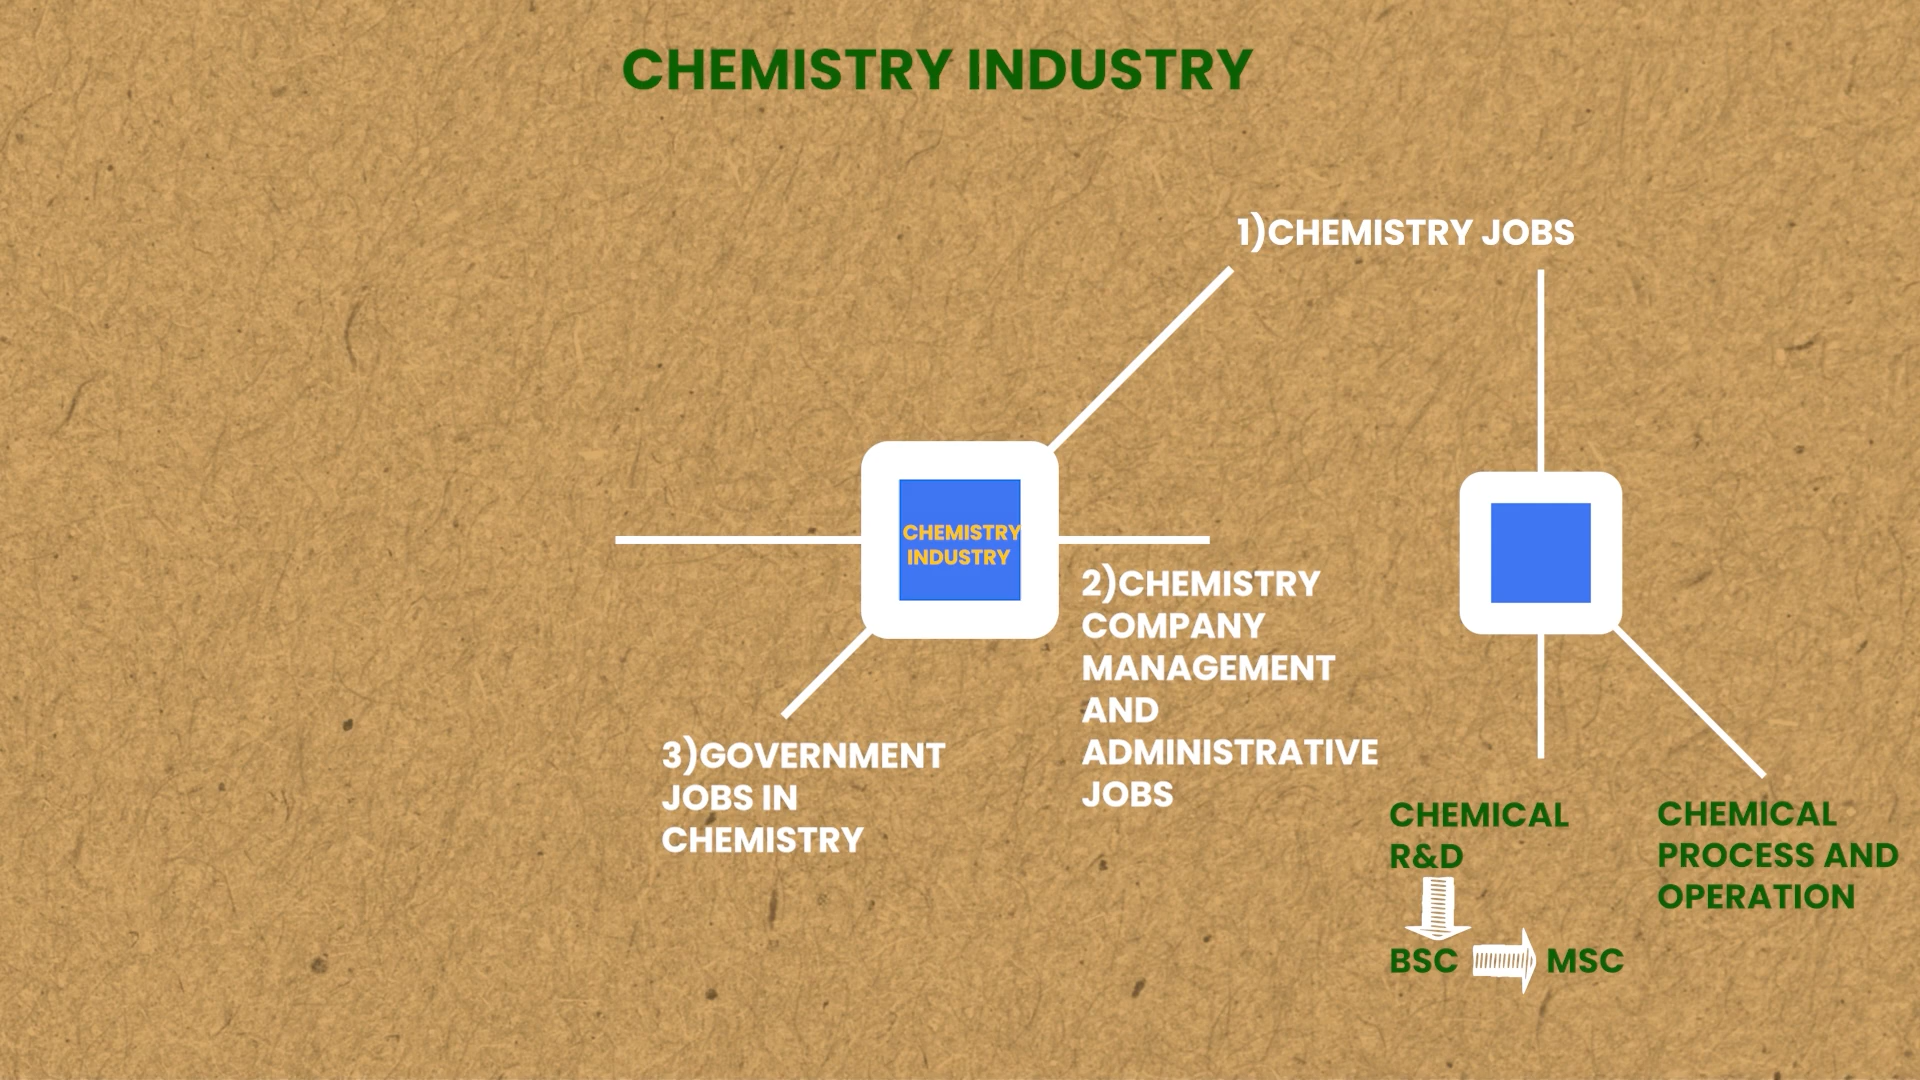 CHEMISTRY INDUSTRY
1)CHEMISTRY JOBS
CHEMISTRY
INDUSTRY
2)CHEMISTRY
COMPANY
MANAGEMENT
AND
ADMINISTRATIVE
JOBS
3)GOVERNMENT
JOBS IN
CHEMISTRY
CHEMICAL
R&D
BSC
MSC
CHEMICAL
PROCESS AND
OPERATION